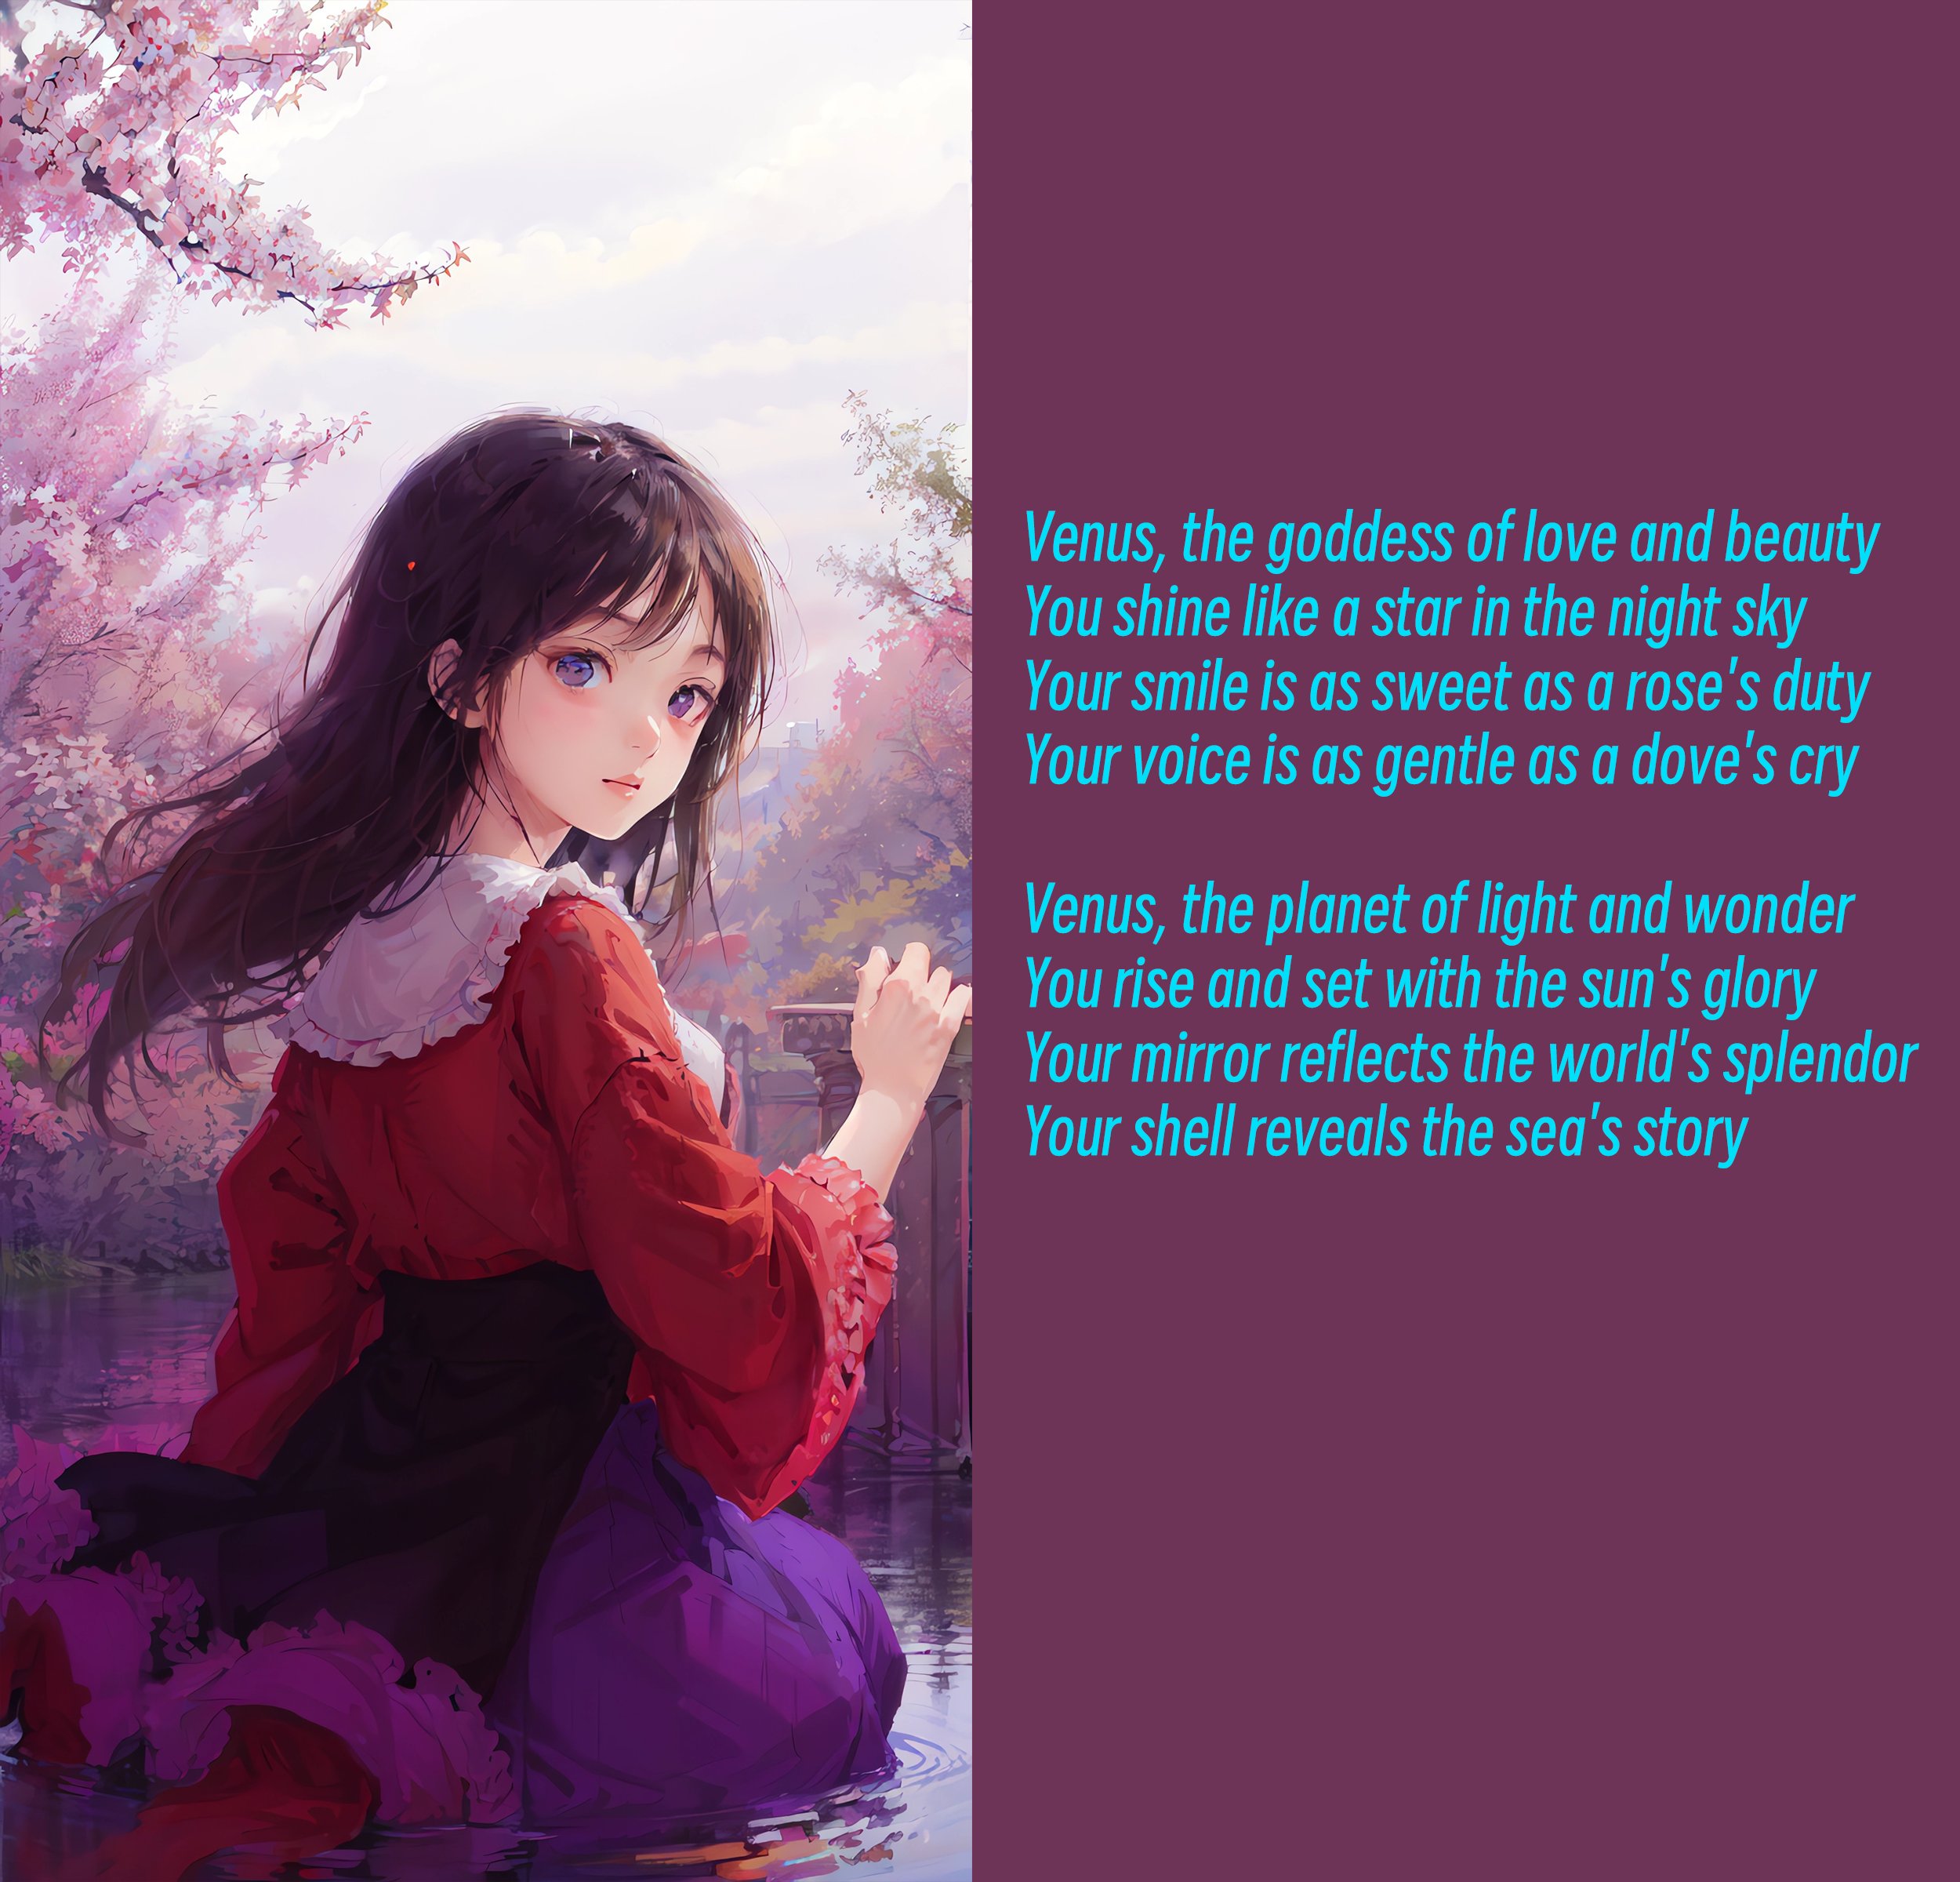 Venus, the goddess of love and beauty
You shine like a star in the night sky
Your smile is as sweet as a rose's duty
Your voice is as gentle as a dove's cry

Venus, the planet of light and wonder
You rise and set with the sun's glory
Your mirror reflects the world's splendor
Your shell reveals the sea's story